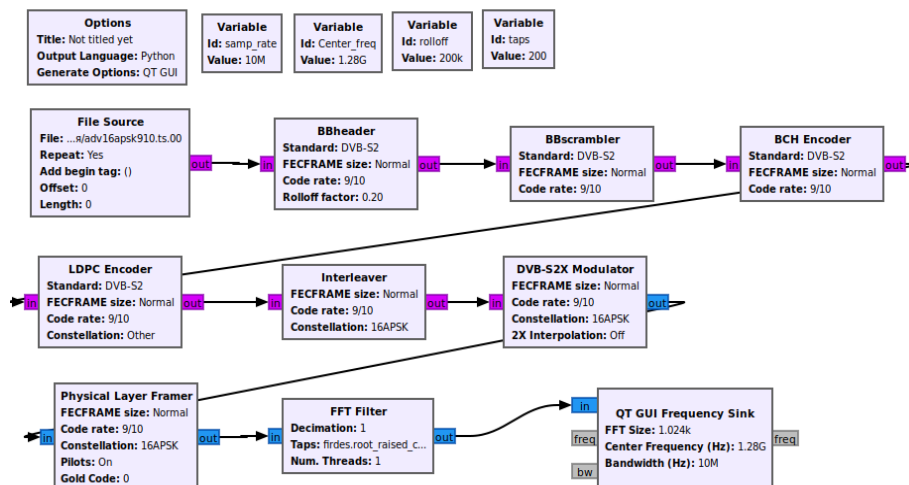 Options
Title: Not titled yet
Output Language: Python
Generate Options: QT GUI
Variable
Id: samp_rate
Value: 10M
Variable
Id: Center_freq
Value: 1.28G
Variable
Id: rolloff
Value: 200k
Variable
Id: taps
Value: 200
File Source
File: ...я/adv16apsk910.ts.00
Repeat: Yes
Add begin tag: ()
Offset: 0
Length: 0
out
in
BBheader
Standard: DVB-S2
FECFRAME size: Normal
Code rate: 9/10
Rolloff factor: 0.20
out
in
BBscrambler
Standard: DVB-S2
FECFRAME size: Normal
Code rate: 9/10
out
in
BCH Encoder
Standard: DVB-S2
FECFRAME size: Normal
Code rate: 9/10
out
in
LDPC Encoder
Standard: DVB-S2
FECFRAME size: Normal
Code rate: 9/10
Constellation: Other
out
in
Interleaver
FECFRAME size: Normal
Code rate: 9/10
Constellation: 16APSK
out
in
DVB-S2X Modulator
FECFRAME size: Normal
Code rate: 9/10
Constellation: 16APSK
2X Interpolation: Off
out
in
Physical Layer Framer
FECFRAME size: Normal
Code rate: 9/10
Constellation: 16APSK
Pilots: On
Gold Code: 0
out
in
FFT Filter
Decimation: 1
Taps: firdes.root_raised_c...
Num. Threads: 1
out
in
freq
bw
QT GUI Frequency Sink
FFT Size: 1.024k
Center Frequency (Hz): 1.28G
Bandwidth (Hz): 10M
freq